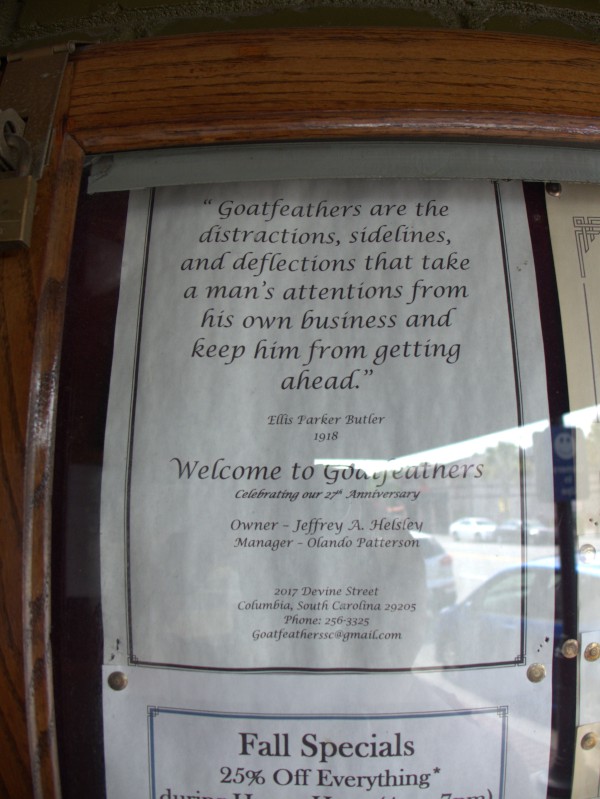 “Goatfeathers are the
distractions, sidelines,
and deflections that take
a man's attentions from
his own business and
keep him from getting
ahead.”
Ellis Parker Butler
1918
Welcome to Goatfeathers
Celebrating our 27th Anniversary
Owner – Jeffrey A. Helsley
Manager – Olando Patterson
2017 Devine Street
Columbia, South Carolina 29205
Phone: 256-3325
Goatfeatherssc@gmail.com
Fall Specials
25% Off Everything*
during